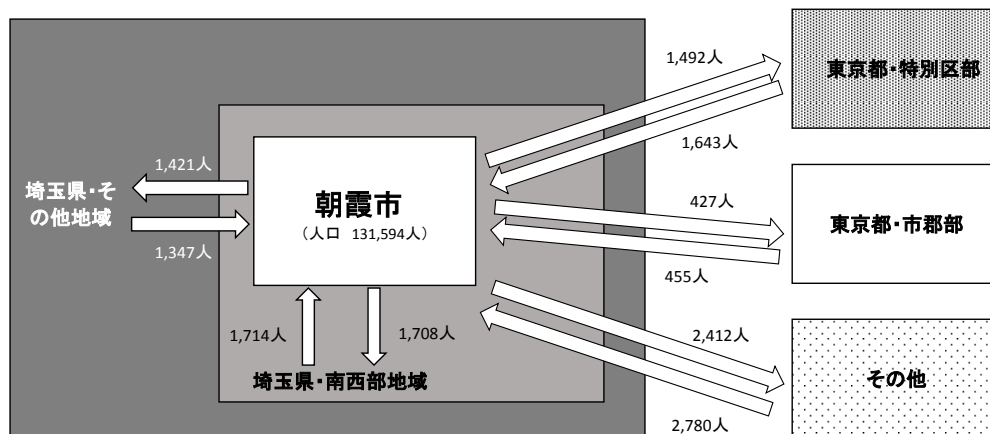 1,492人
東京都・特別区部
1,643人
1,421人
埼玉県・そ
の他地域
1,347人
朝霞市
（人口 131,594人）
427人
東京都・市郡部
455人
1,714人
1,708人
埼玉県・南西部地域
2,412人
その他
2,780人